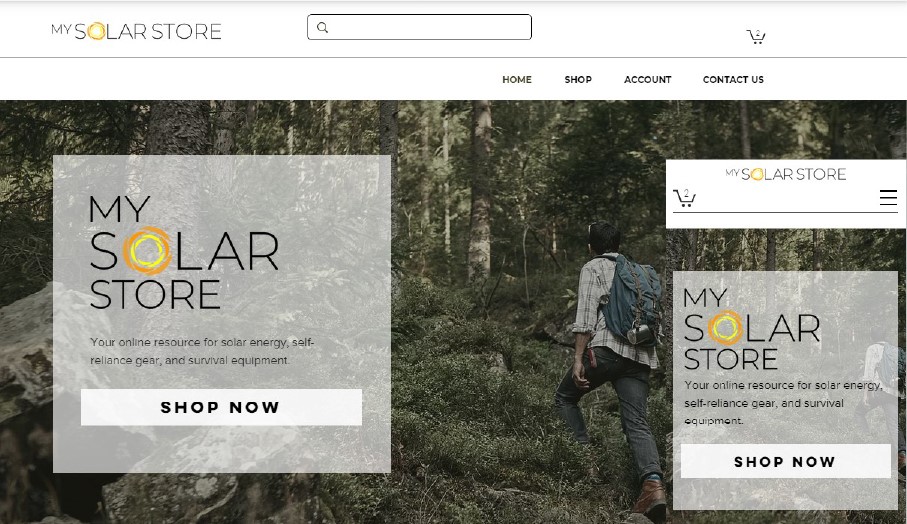 MY SOLAR STORE
2
HOME SHOP ACCOUNT CONTACT US
MY
SOLAR
STORE
Your online resource for solar energy, self-
reliance gear, and survival equipment.
SHOP NOW
MY SOLAR STORE
2
MY
SOLAR
STORE
Your online resource for solar energy,
self-reliance gear, and survival
equipment.
SHOP NOW